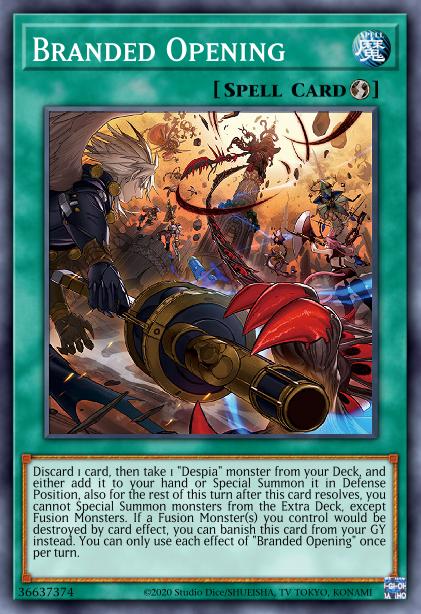 BRANDED OPENING
SPELL
魔
[SPELL CARD]
Discard 1 card, then take 1 "Despia" monster from your Deck, and
either add it to your hand or Special Summon it in Defense
Position, also for the rest of this turn after this card resolves, you
cannot Special Summon monsters from the Extra Deck, except
Fusion Monsters. If a Fusion Monster(s) you control would be
destroyed by card effect, you can banish this card from your GY
instead. You can only use each effect of "Branded Opening" once
per turn.
36637374 ©2020 Studio Dice/SHUEISHA, TV TOKYO, KONAMI